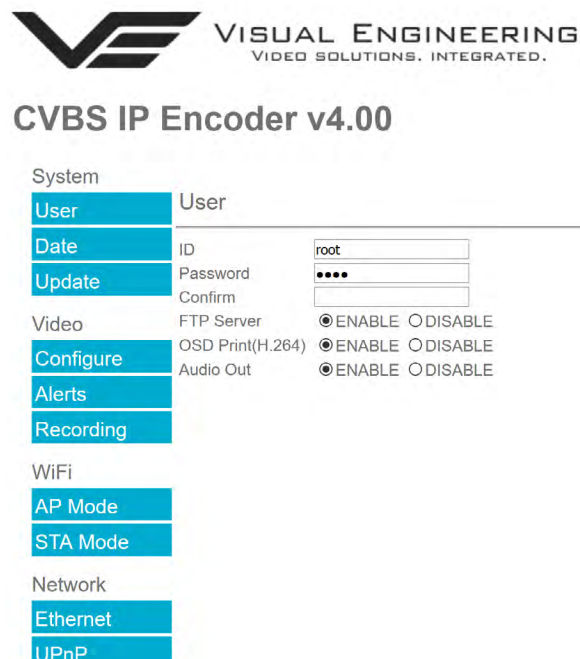 VISUAL ENGINEERING
VIDEO SOLUTIONS. INTEGRATED.
CVBS IP Encoder v4.00
System
User
Date
Update
Video
Configure
Alerts
Recording
WiFi
AP Mode
STA Mode
Network
Ethernet
UPnP
User
ID root
Password ••••
Confirm
FTP Server ENABLE DISABLE
OSD Print(H.264) ENABLE DISABLE
Audio Out ENABLE DISABLE